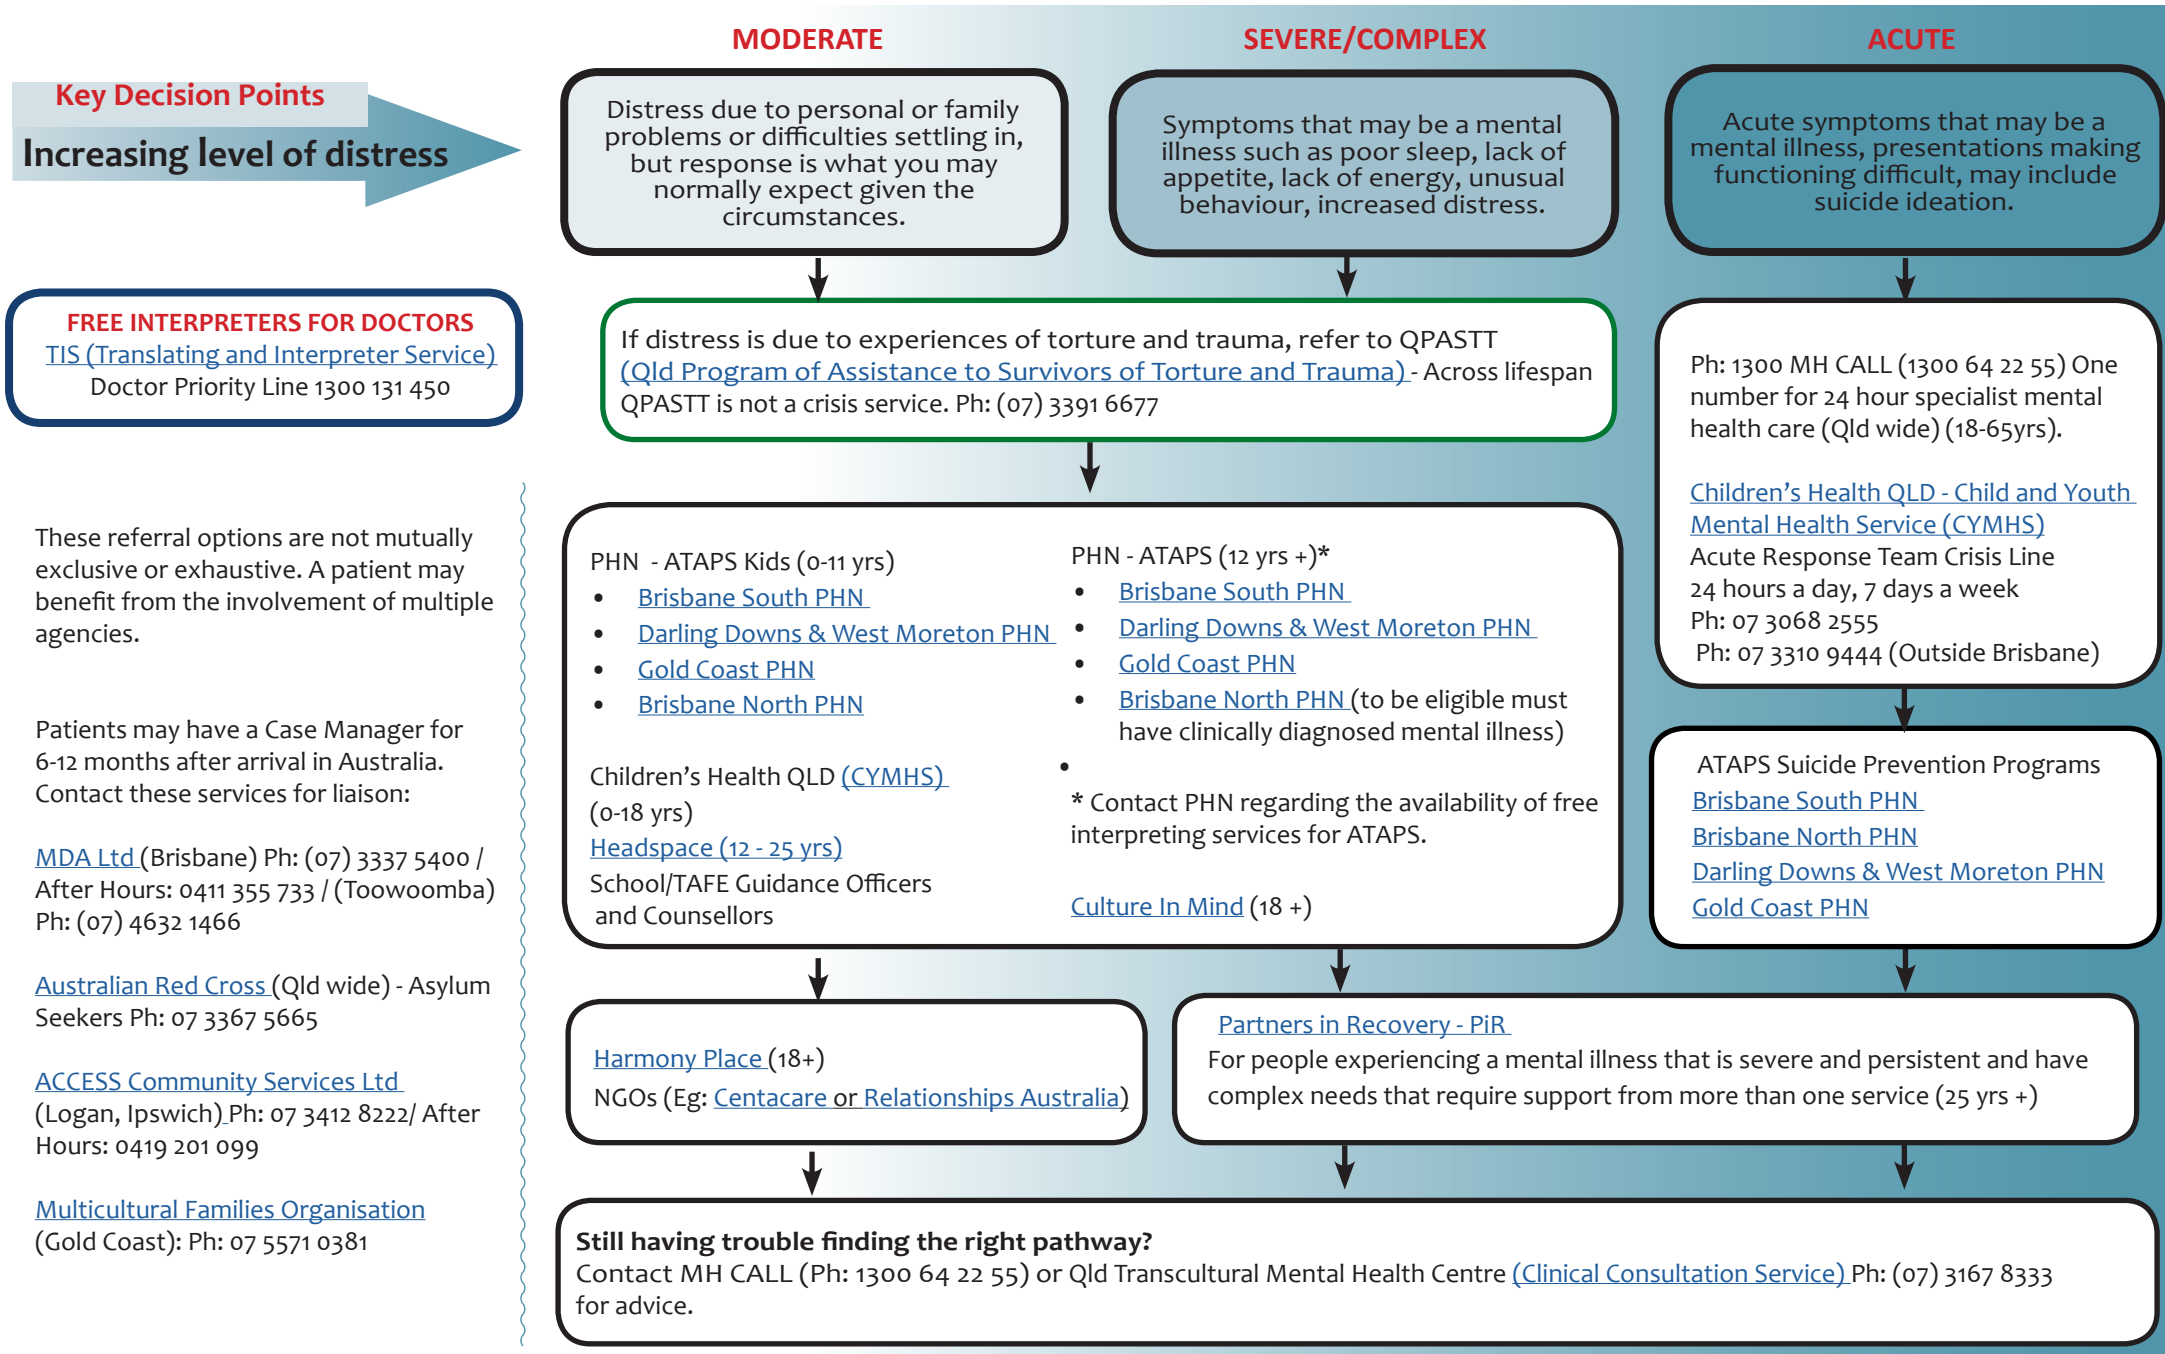 Key Decision Points
Increasing level of distress
MODERATE
Distress due to personal or family
problems or difficulties settling in,
but response is what you may
normally expect given the
circumstances.
SEVERE/COMPLEX
Symptoms that may be a mental
illness such as poor sleep, lack of
appetite, lack of energy, unusual
behaviour, increased distress.
ACUTE
Acute symptoms that may be a
mental illness, presentations making
functioning difficult, may include
suicide ideation.
FREE INTERPRETERS FOR DOCTORS
TIS (Translating and Interpreter Service)
Doctor Priority Line 1300 131 450
These referral options are not mutually
exclusive or exhaustive. A patient may
benefit from the involvement of multiple
agencies.
Patients may have a Case Manager for
6-12 months after arrival in Australia.
Contact these services for liaison:
MDA Ltd (Brisbane) Ph: (07) 3337 5400 /
After Hours: 0411 355 733 / (Toowoomba)
Ph: (07) 4632 1466
Australian Red Cross (Qld wide) - Asylum
Seekers Ph: 07 3367 5665
ACCESS Community Services Ltd
(Logan, Ipswich) Ph: 07 3412 8222/ After
Hours: 0419 201 099
Multicultural Families Organisation
(Gold Coast): Ph: 07 5571 0381
If distress is due to experiences of torture and trauma, refer to QPASTT
(Qld Program of Assistance to Survivors of Torture and Trauma) - Across lifespan
QPASTT is not a crisis service. Ph: (07) 3391 6677
PHN - ATAPS Kids (0-11 yrs)
• Brisbane South PHN
• Darling Downs & West Moreton PHN
• Gold Coast PHN
• Brisbane North PHN
Children's Health QLD (CYMHS)
(0-18 yrs)
Headspace (12 - 25 yrs)
School/TAFE Guidance Officers
and Counsellors
PHN - ATAPS (12 yrs +)*
• Brisbane South PHN
• Darling Downs & West Moreton PHN
• Gold Coast PHN
• Brisbane North PHN (to be eligible must
have clinically diagnosed mental illness)
•
* Contact PHN regarding the availability of free
interpreting services for ATAPS.
Culture In Mind (18 +)
Ph: 1300 MH CALL (1300 64 22 55) One
number for 24 hour specialist mental
health care (Qld wide) (18-65yrs).
Children's Health QLD - Child and Youth
Mental Health Service (CYMHS)
Acute Response Team Crisis Line
24 hours a day, 7 days a week
Ph: 07 3068 2555
Ph: 07 3310 9444 (Outside Brisbane)
ATAPS Suicide Prevention Programs
Brisbane South PHN
Brisbane North PHN
Darling Downs & West Moreton PHN
Gold Coast PHN
Harmony Place (18+)
NGOs (Eg: Centacare or Relationships Australia)
Partners in Recovery - PiR
For people experiencing a mental illness that is severe and persistent and have
complex needs that require support from more than one service (25 yrs +)
Still having trouble finding the right pathway?
Contact MH CALL (Ph: 1300 64 22 55) or Qld Transcultural Mental Health Centre (Clinical Consultation Service) Ph: (07) 3167 8333
for advice.